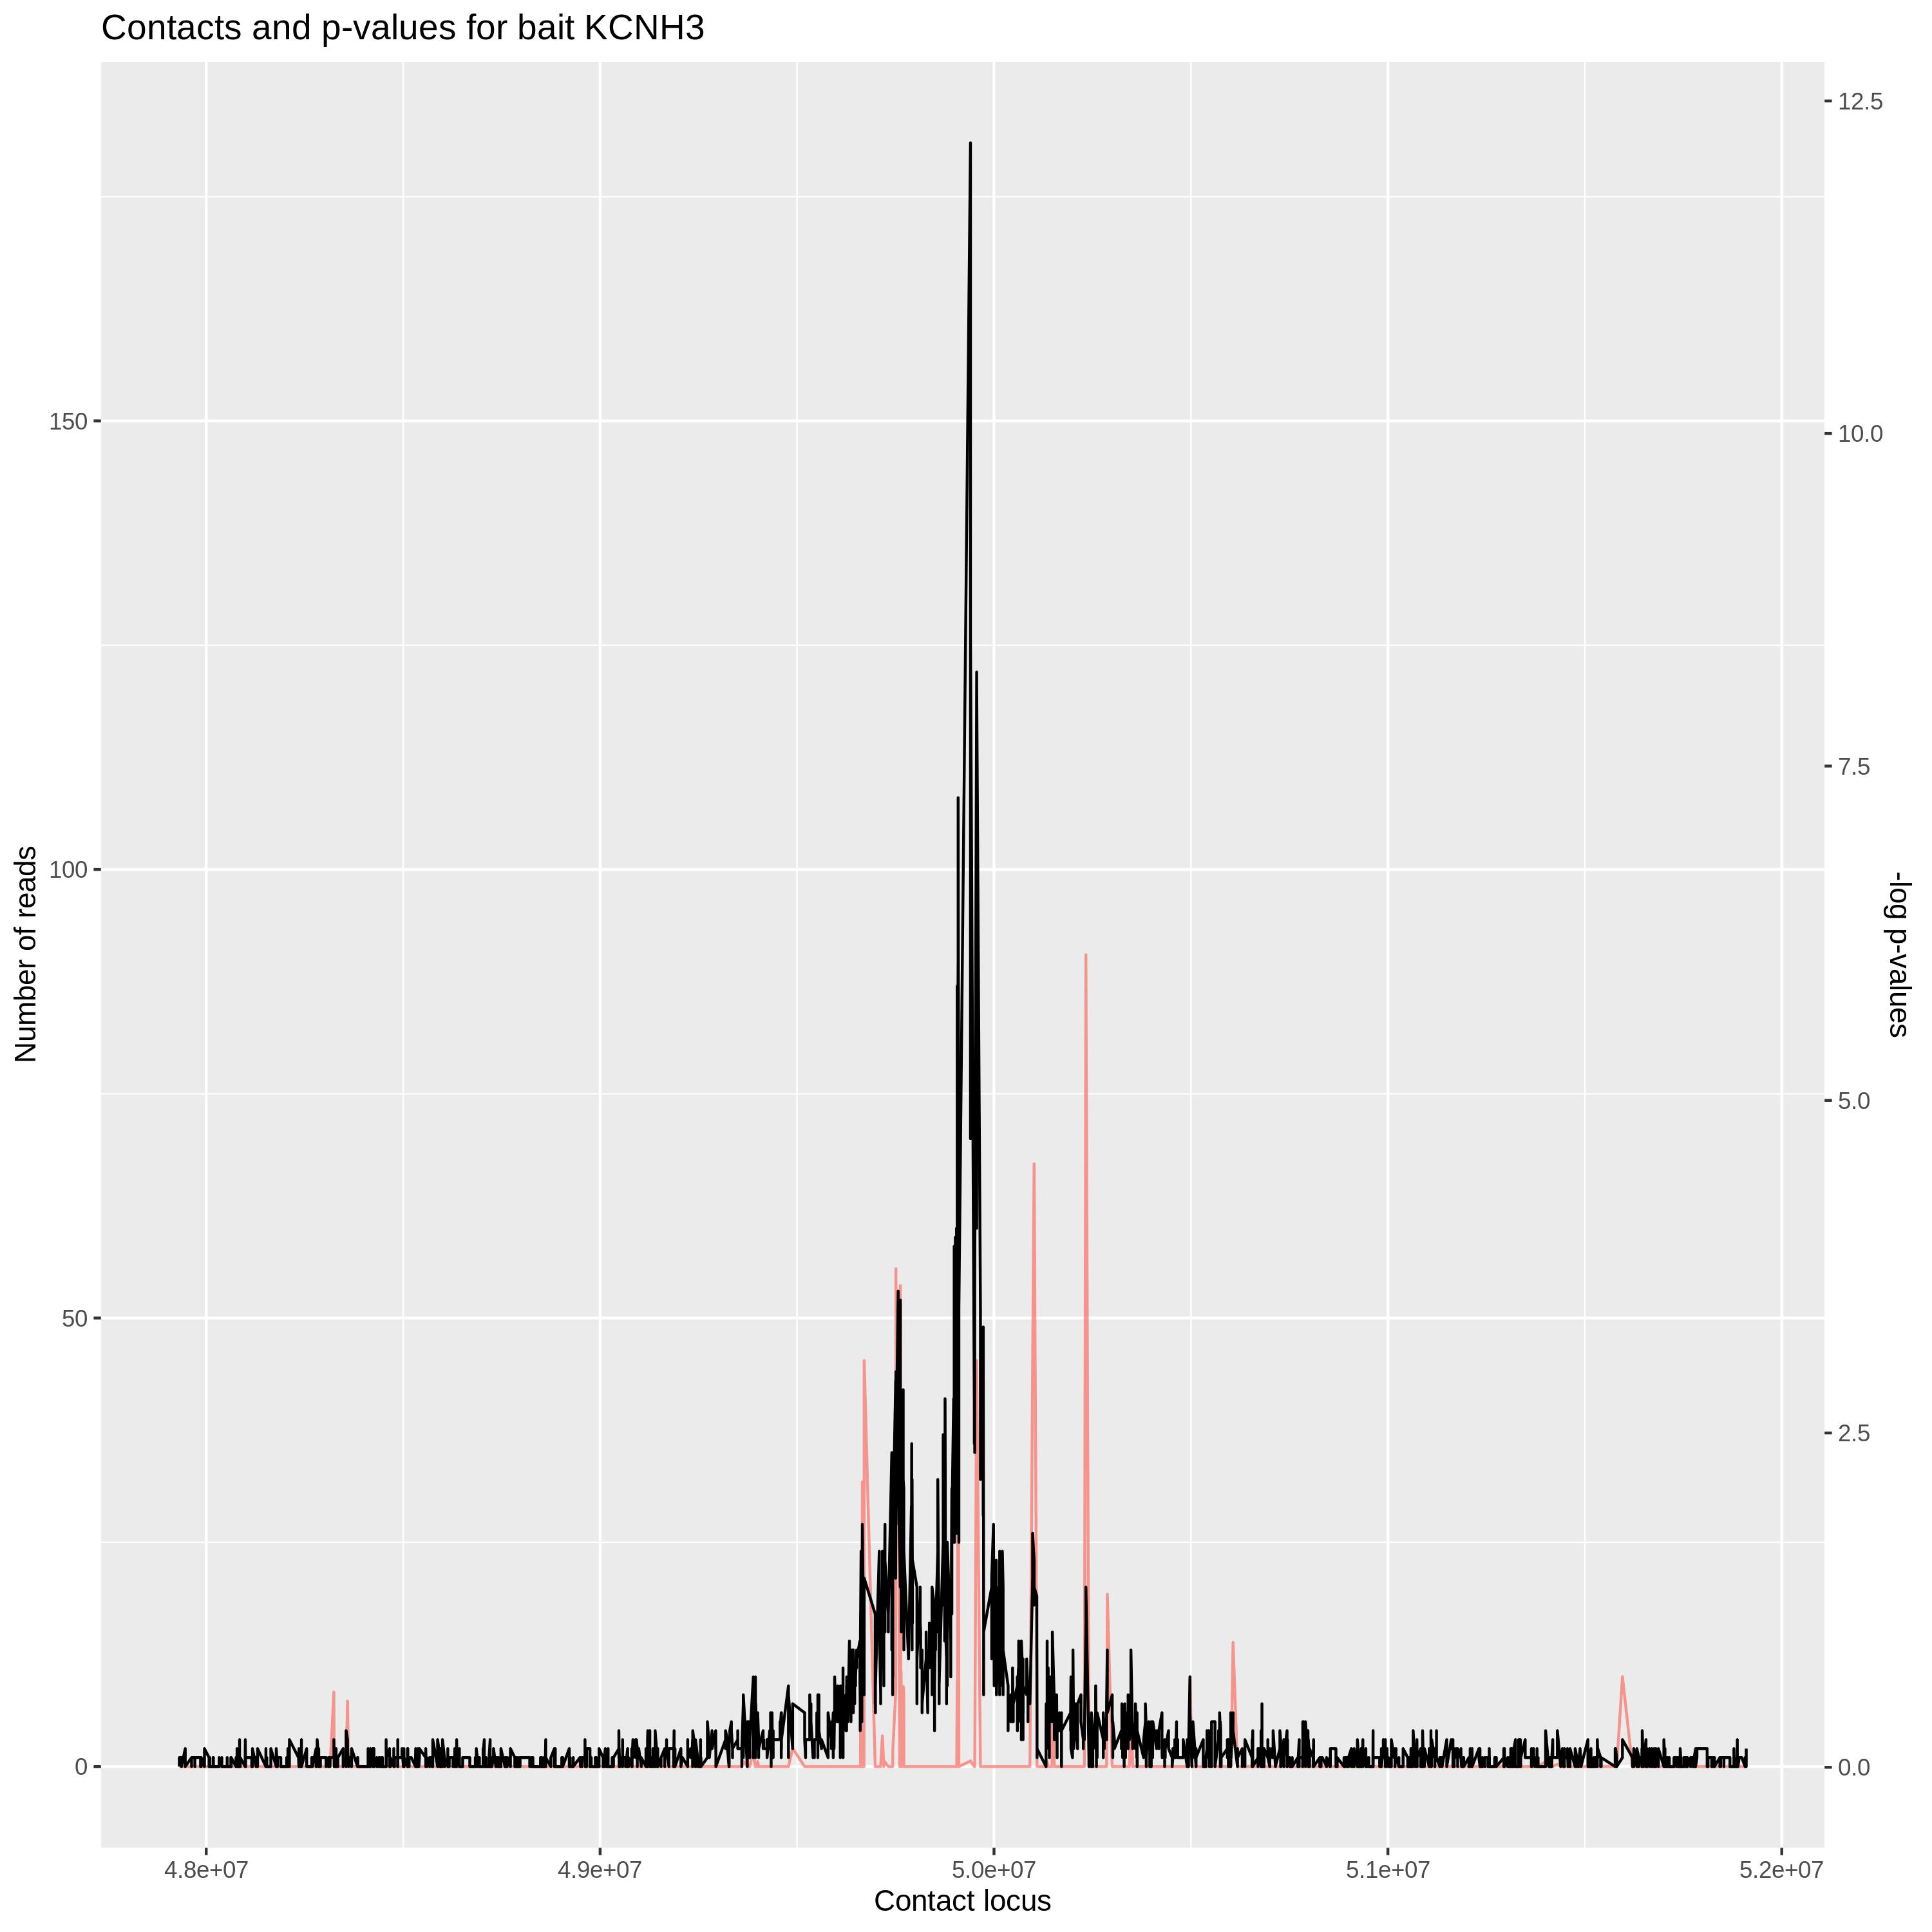 Contacts and p-values for bait KCNH3
12.5
150
10.0
7.5
100
Number of reads
-log p-values
5.0
50
2.5
0
0.0
4.8e+07
4.9e+07
5.0e+07
5.1e+07
5.2e+07
Contact locus